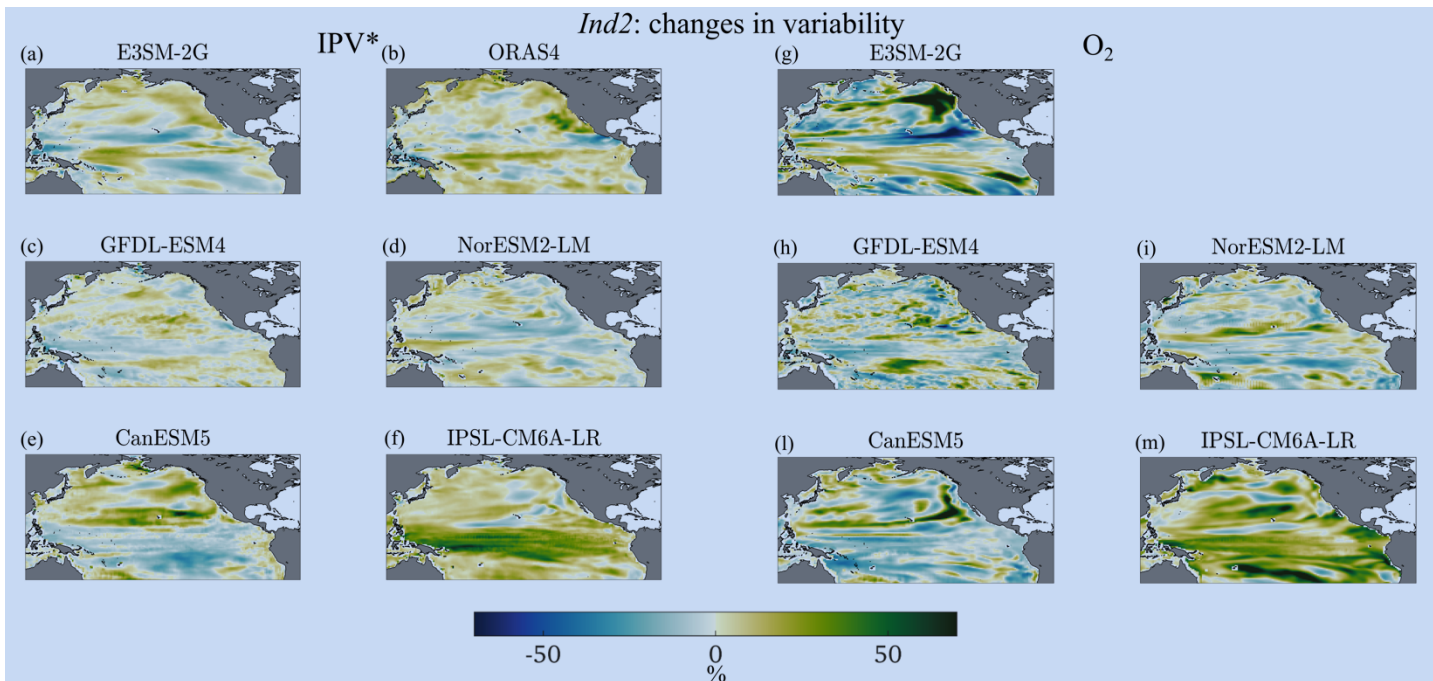 Ind2: changes in variability
IPV*
O₂
(a) E3SM-2G
(b) ORAS4
(g) E3SM-2G
(c) GFDL-ESM4
(d) NorESM2-LM
(h) GFDL-ESM4
(i) NorESM2-LM
(e) CanESM5
(f) IPSL-CM6A-LR
(l) CanESM5
(m) IPSL-CM6A-LR
-50 0 50
%